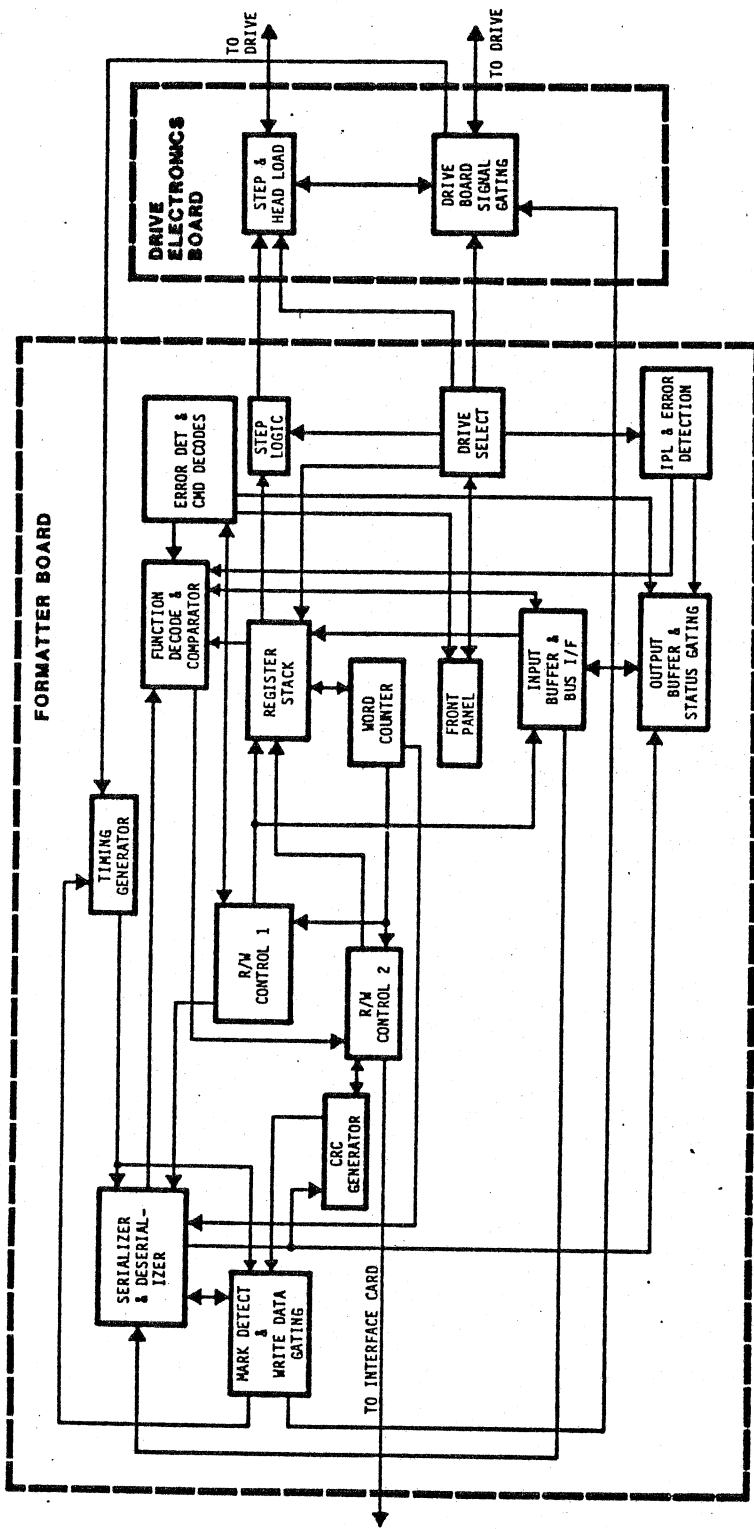 FORMATTER BOARD
DRIVE
ELECTRONICS
BOARD
SERIALIZER
& DESERIAL-
IZER
TIMING
GENERATOR
FUNCTION
DECODE &
COMPARATOR
ERROR DET &
CMD DECODES
MARK DETECT
&
WRITE DATA
GATING
R/W
CONTROL 1
REGISTER
STACK
STEP
LOGIC
STEP &
HEAD LOAD
TO
DRIVE
CRC
GENERATOR
R/W
CONTROL 2
WORD
COUNTER
TO INTERFACE CARD
FRONT
PANEL
DRIVE
SELECT
DRIVE
BOARD
SIGNAL
GATING
TO DRIVE
INPUT
BUFFER &
BUS I/F
OUTPUT
BUFFER &
STATUS GATING
IPL & ERROR
DETECTION